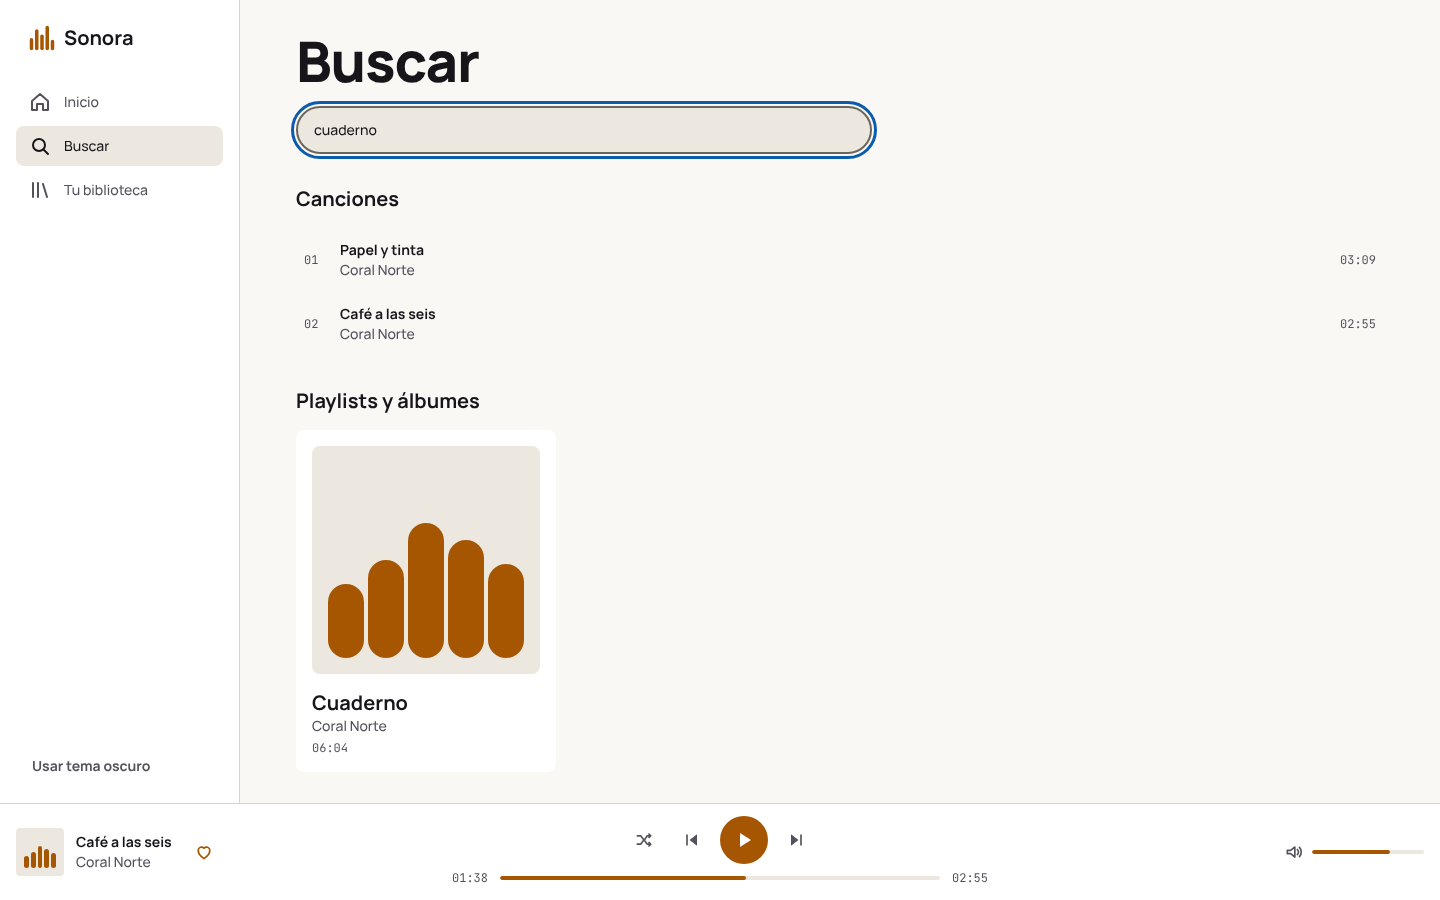 Sonora
Inicio
Buscar
Tu biblioteca
Usar tema oscuro
Buscar
cuaderno
Canciones
01
Papel y tinta
Coral Norte
03:09
02
Café a las seis
Coral Norte
02:55
Playlists y álbumes
Cuaderno
Coral Norte
06:04
Café a las seis
Coral Norte
01:38
02:55